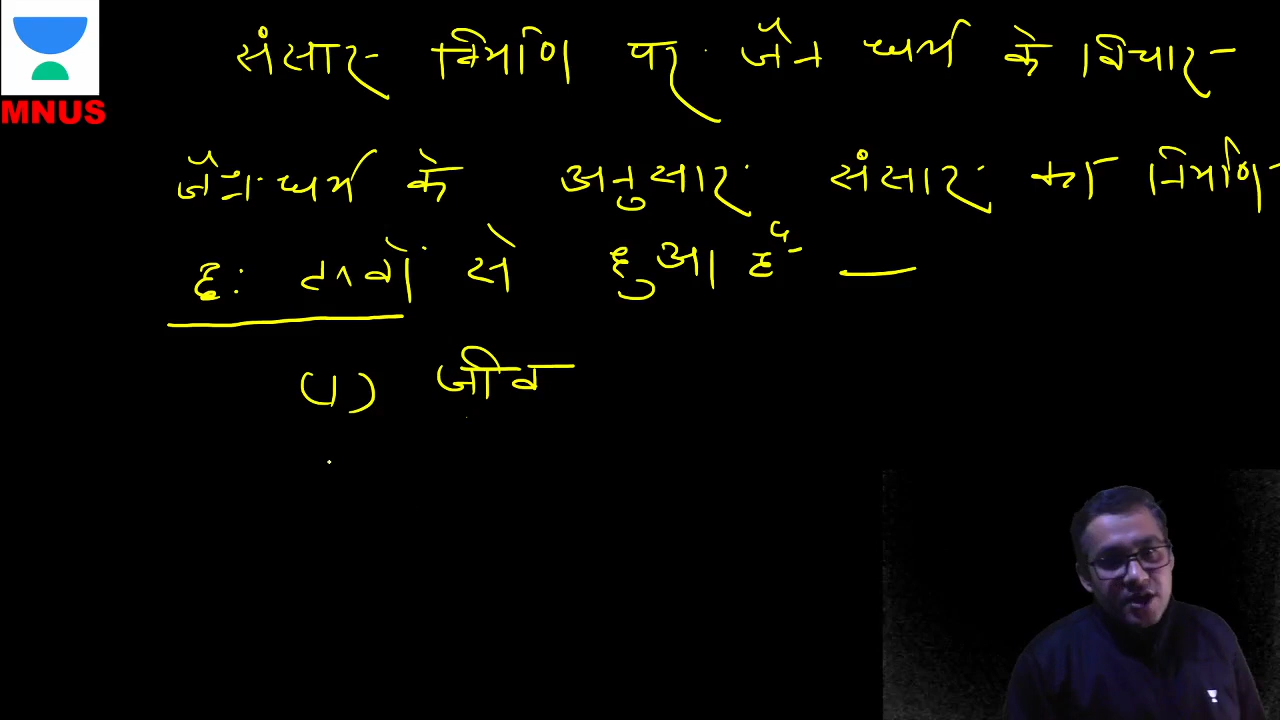 MNUS
संसार निर्माण पर जैन धर्म के विचार-
जैन धर्म के अनुसार संसार का निर्माण
छः तत्वों से हुआ है —
(1) जीव